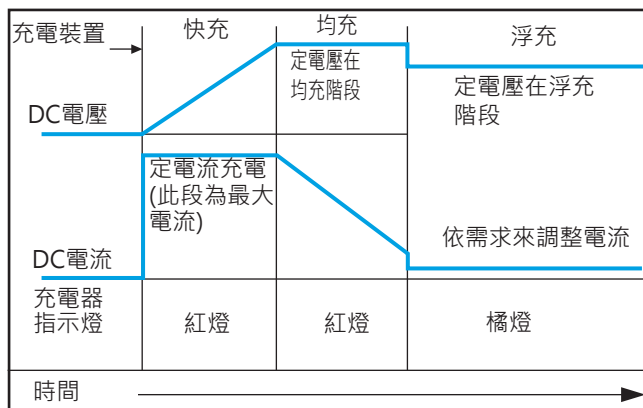 充電裝置
快充
均充
浮充
定電壓在
均充階段
定電壓在浮充
階段
DC電壓
定電流充電
(此段為最大
電流)
依需求來調整電流
DC電流
充電器
指示燈
紅燈
紅燈
橘燈
時間